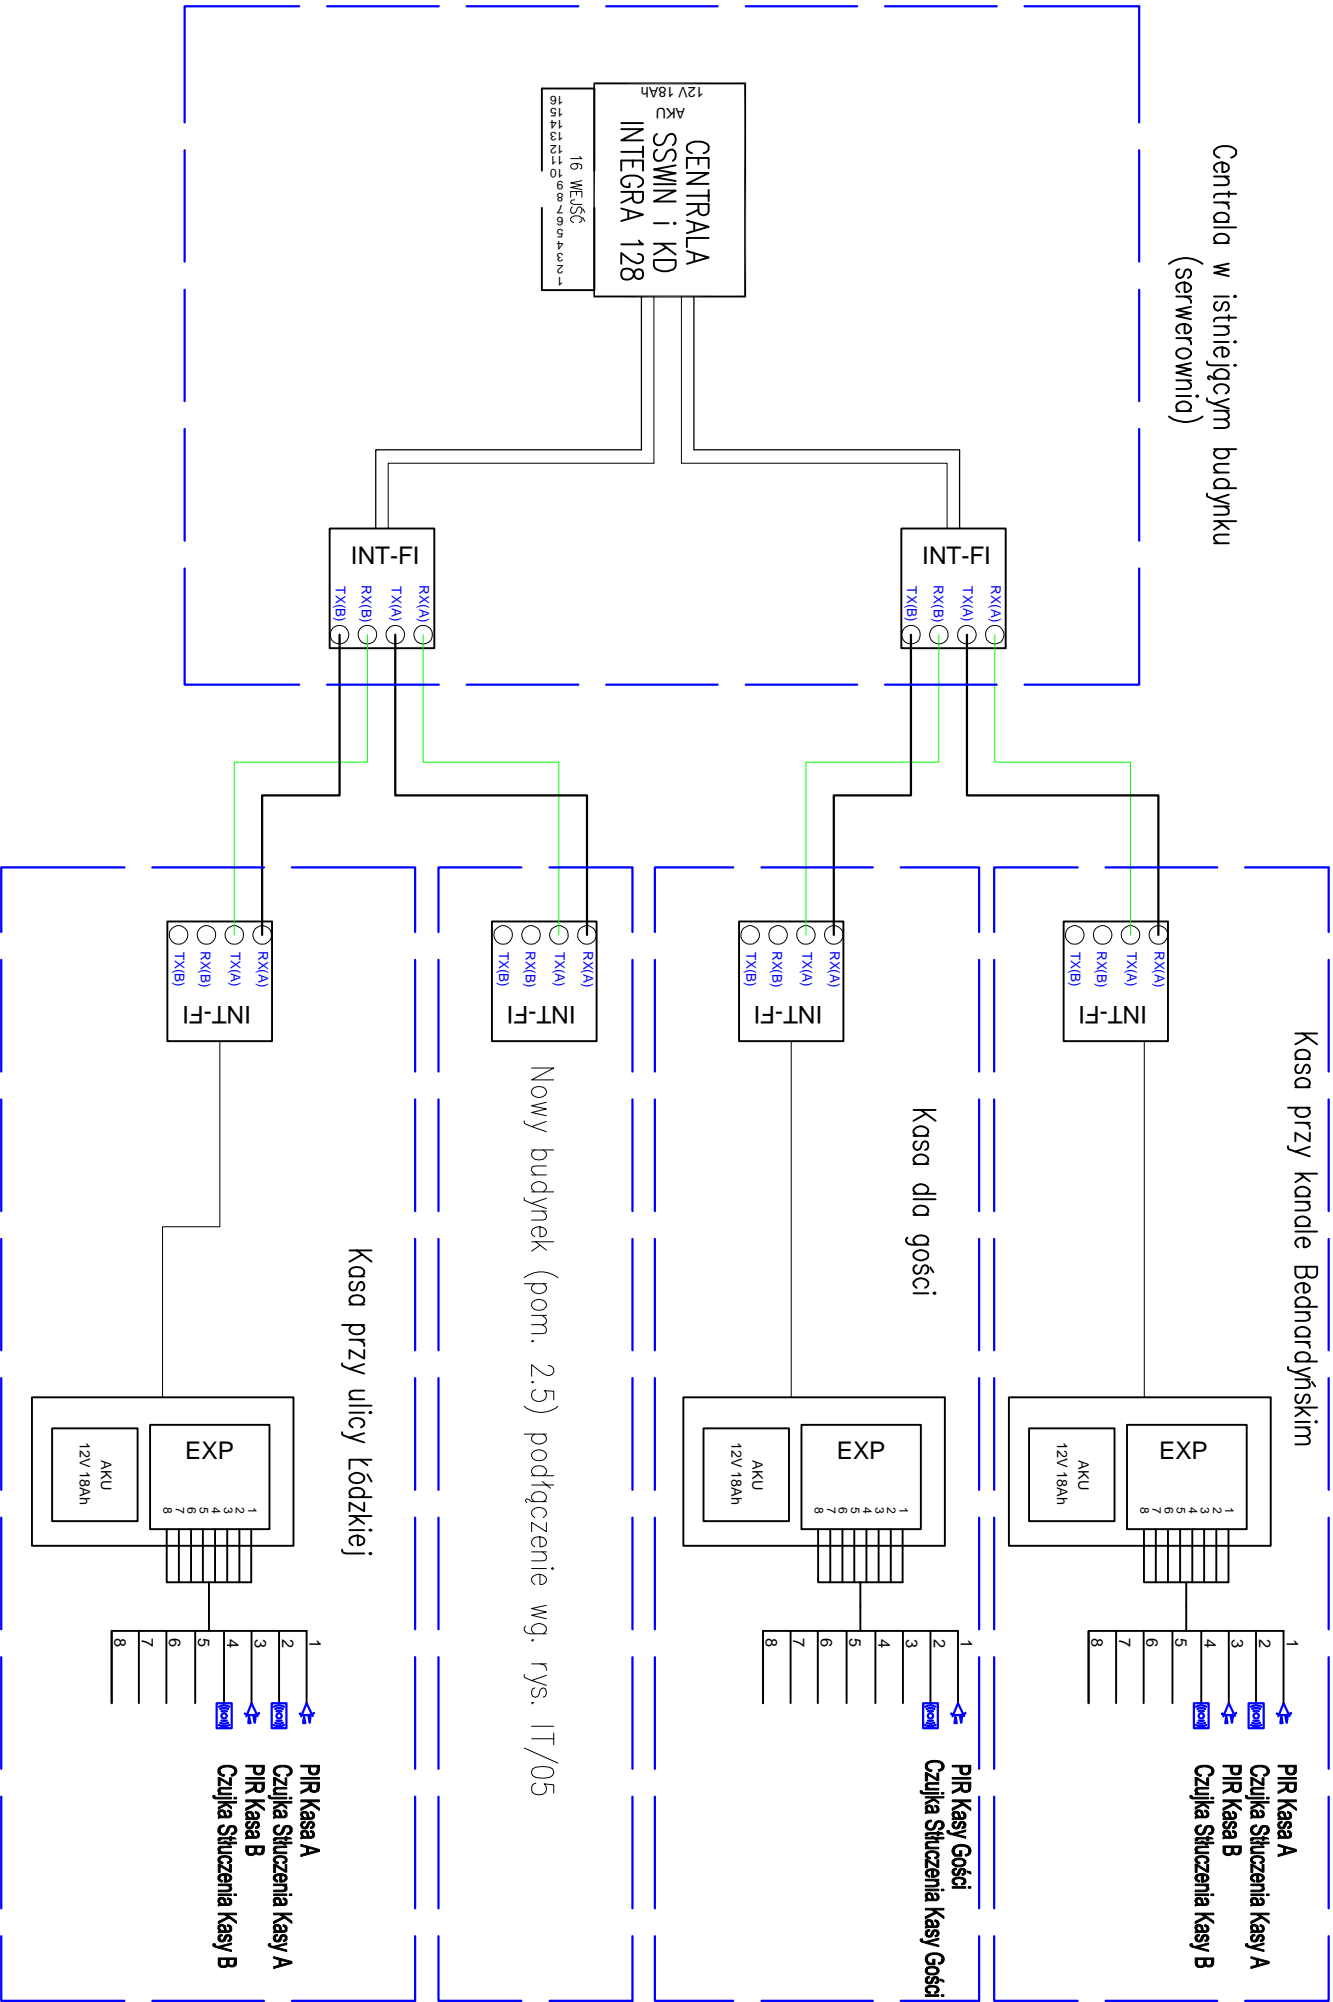 Centrala w istniejącym budynku
(serwerownia)
CENTRALA
SSWIN i KD
INTEGRA 128
AKU
12V 18Ah
16 WEJŚĆ
1 2 3 4 5 6 7 8 9 10 11 12 13 14 15 16
INT-FI
RX(A)
TX(A)
RX(B)
TX(B)
INT-FI
RX(A)
TX(A)
RX(B)
TX(B)
Kasa przy kanale Bednardyńskim
RX(A)
TX(A)
RX(B)
TX(B)
INT-FI
EXP
1
2
3
4
5
6
7
8
AKU
12V 18Ah
1
2
3
4
5
6
7
8
PIR Kasa A
Czujka Stłuczenia Kasy A
PIR Kasa B
Czujka Stłuczenia Kasy B
Kasa dla gości
RX(A)
TX(A)
RX(B)
TX(B)
INT-FI
EXP
1
2
3
4
5
6
7
8
AKU
12V 18Ah
1
2
3
4
5
6
7
8
PIR Kasy Gości
Czujka Stłuczenia Kasy Gości
RX(A)
TX(A)
RX(B)
TX(B)
INT-FI
Nowy budynek (pom. 2.5) podłączenie wg. rys. IT/05
Kasa przy ulicy Łódzkiej
RX(A)
TX(A)
RX(B)
TX(B)
INT-FI
EXP
1
2
3
4
5
6
7
8
AKU
12V 18Ah
1
2
3
4
5
6
7
8
PIR Kasa A
Czujka Stłuczenia Kasy A
PIR Kasa B
Czujka Stłuczenia Kasy B